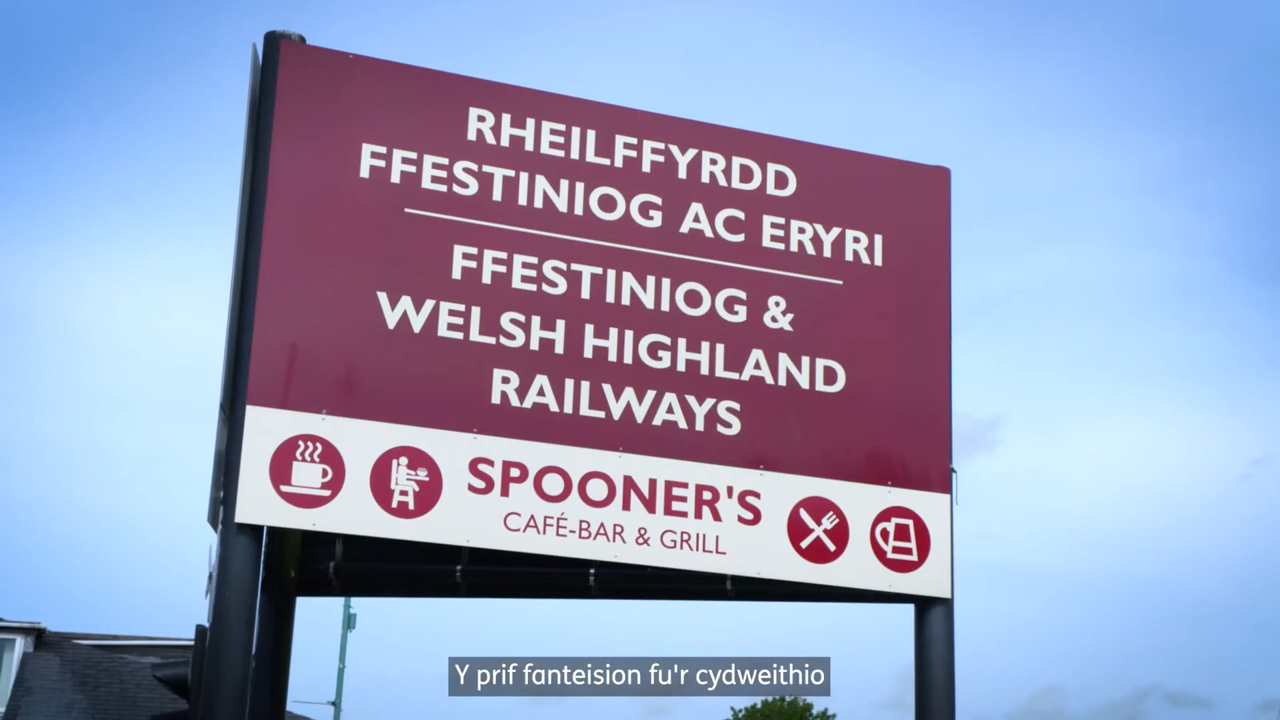 RHEILFFYRDD
FFESTINIOG AC ERYRI
FFESTINIOG &
WELSH HIGHLAND
RAILWAYS
SPOONER'S
CAFÉ-BAR & GRILL
Y prif fanteision fu'r cydweithio